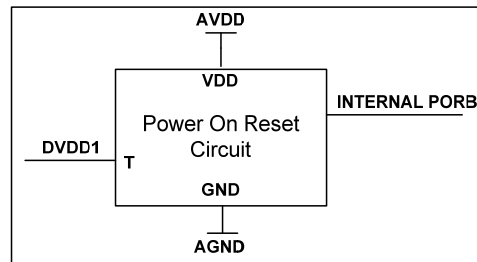 AVDD
VDD
INTERNAL PORB
Power On Reset
Circuit
DVDD1
T
GND
AGND